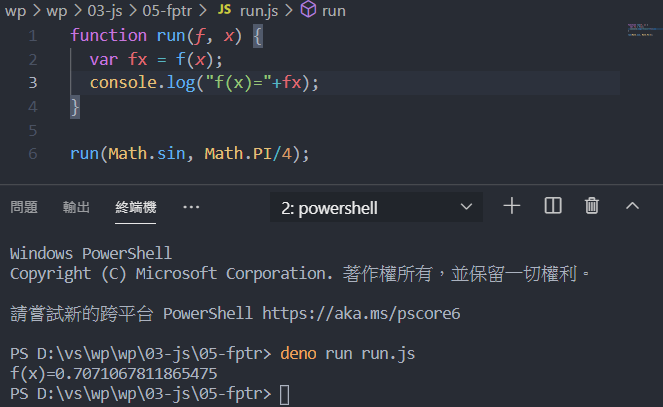 wp > wp > 03-js > 05-fptr > JS run.js > run
1 function run(f, x) {
2 var fx = f(x);
3 console.log("f(x)="+fx);
4 }
5
6 run(Math.sin, Math.PI/4);
問題 輸出 終端機 ··· 2: powershell
Windows PowerShell
Copyright (C) Microsoft Corporation. 著作權所有，並保留一切權利。
請嘗試新的跨平台 PowerShell https://aka.ms/pscore6
PS D:\vs\wp\wp\03-js\05-fptr> deno run run.js
f(x)=0.7071067811865475
PS D:\vs\wp\wp\03-js\05-fptr>